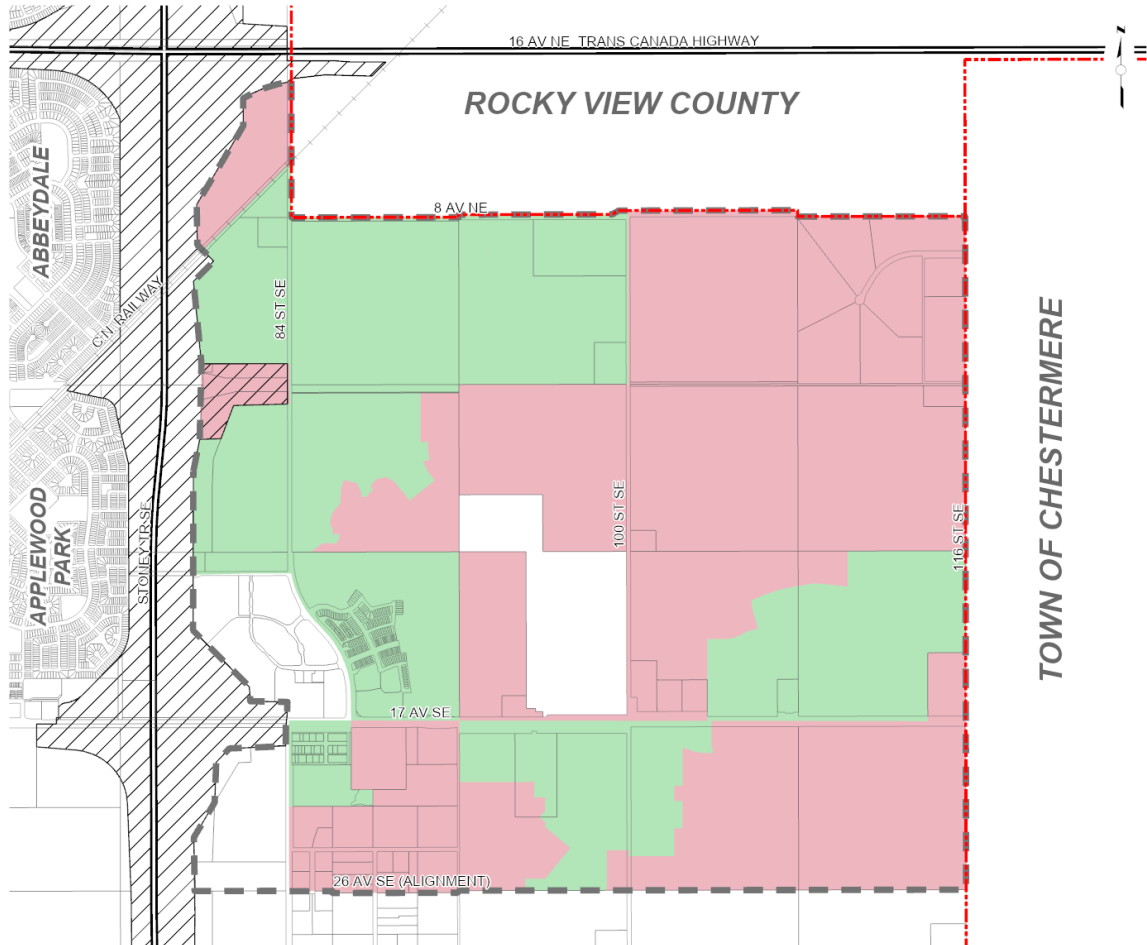 16 AV NE TRANS CANADA HIGHWAY
N
ROCKY VIEW COUNTY
ABBEYDALE
8 AV NE
C.N. RAILWAY
84 ST SE
TOWN OF CHESTERMERE
APPLEWOOD
PARK
STONEY TR SE
100 ST SE
116 ST SE
17 AV SE
26 AV SE (ALIGNMENT)